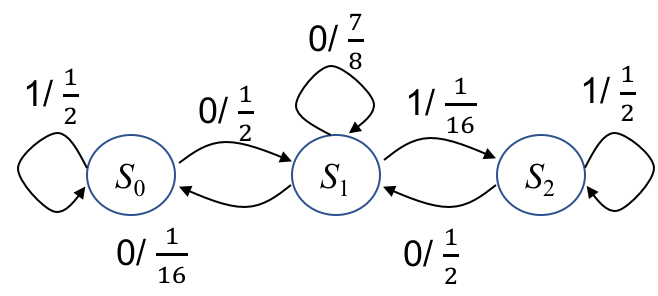 0/ 7/8
1/ 1/2
0/ 1/2
1/ 1/16
1/ 1/2
S₀
S₁
S₂
0/ 1/16
0/ 1/2